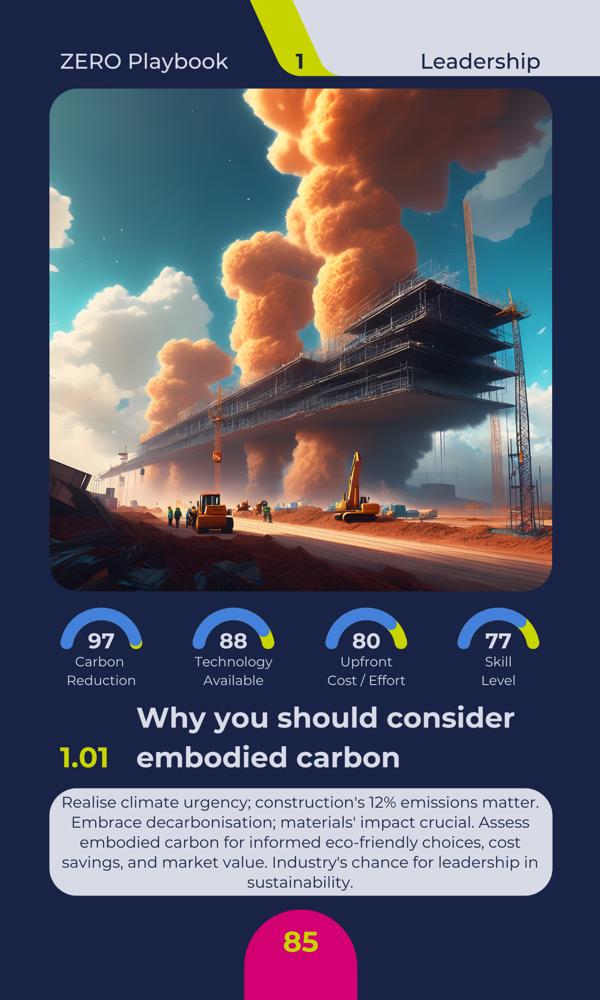 ZERO Playbook
1
Leadership
97
Carbon
Reduction
88
Technology
Available
80
Upfront
Cost / Effort
77
Skill
Level
Why you should consider
1.01 embodied carbon
Realise climate urgency; construction's 12% emissions matter.
Embrace decarbonisation; materials' impact crucial. Assess
embodied carbon for informed eco-friendly choices, cost
savings, and market value. Industry's chance for leadership in
sustainability.
85